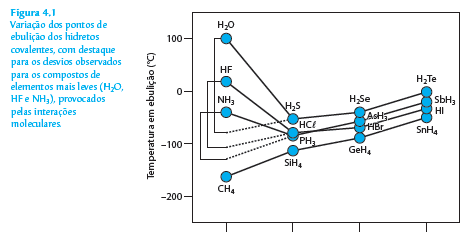 Figura 4.1
Variação dos pontos de
ebulição dos hidretos
covalentes, com destaque
para os desvios observados
para os compostos de
elementos mais leves (H₂O,
HF e NH₃), provocados
pelas interações
moleculares.
Temperatura em ebulição (°C)
100
0
−100
−200
H₂O
HF
NH₃
CH₄
H₂S
HCℓ
PH₃
SiH₄
H₂Se
AsH₃
HBr
GeH₄
H₂Te
SbH₃
HI
SnH₄